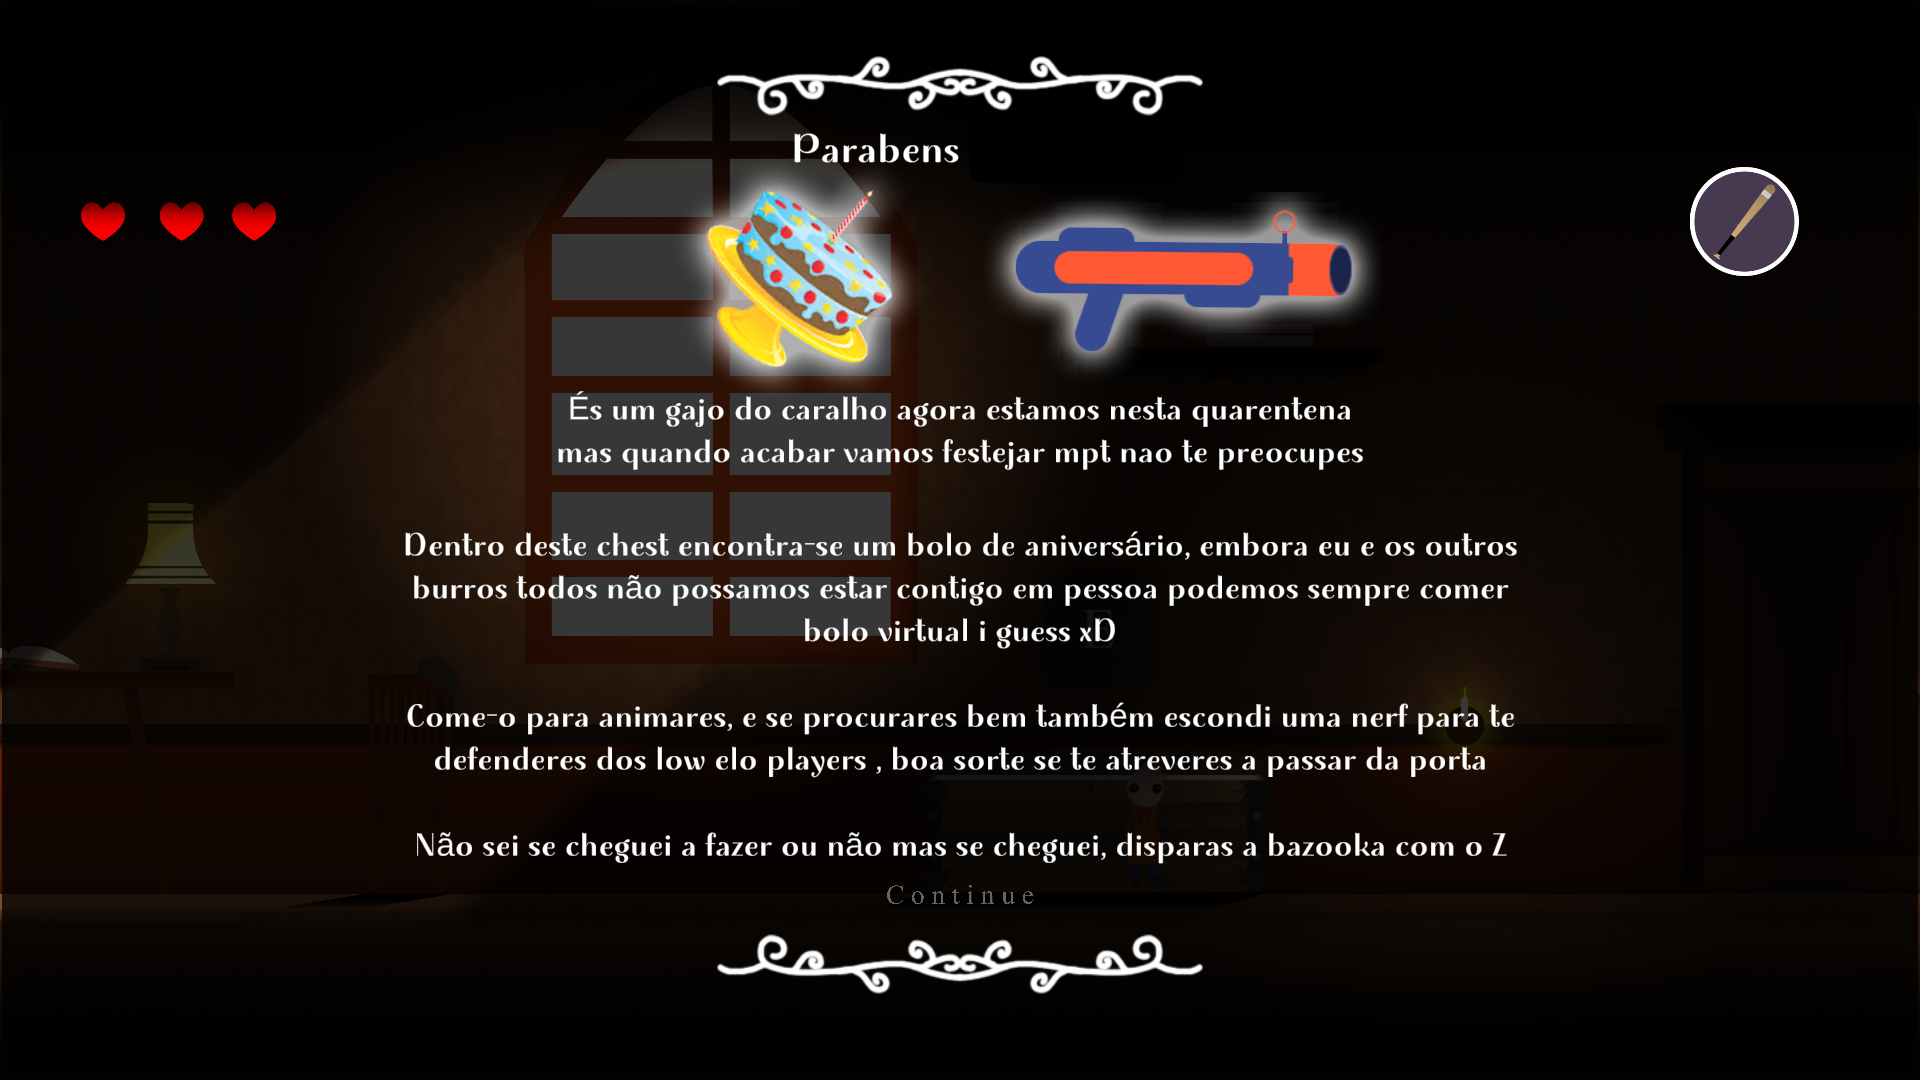 Parabens
És um gajo do caralho agora estamos nesta quarentena
mas quando acabar vamos festejar mpt nao te preocupes
Dentro deste chest encontra-se um bolo de aniversário, embora eu e os outros
burros todos não possamos estar contigo em pessoa podemos sempre comer
bolo virtual i guess xD
E
Come-o para animares, e se procurares bem também escondi uma nerf para te
defenderes dos low elo players , boa sorte se te atreveres a passar da porta
Não sei se cheguei a fazer ou não mas se cheguei, disparas a bazooka com o Z
Continue